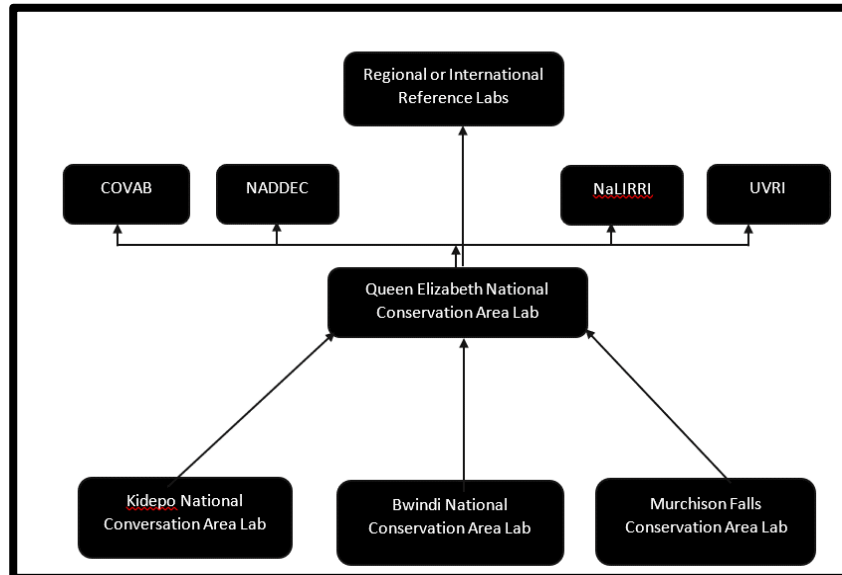 Regional or International
Reference Labs
COVAB
NADDEC
NaLIRRI
UVRI
Queen Elizabeth National
Conservation Area Lab
Kidepo National
Conversation Area Lab
Bwindi National
Conservation Area Lab
Murchison Falls
Conservation Area Lab